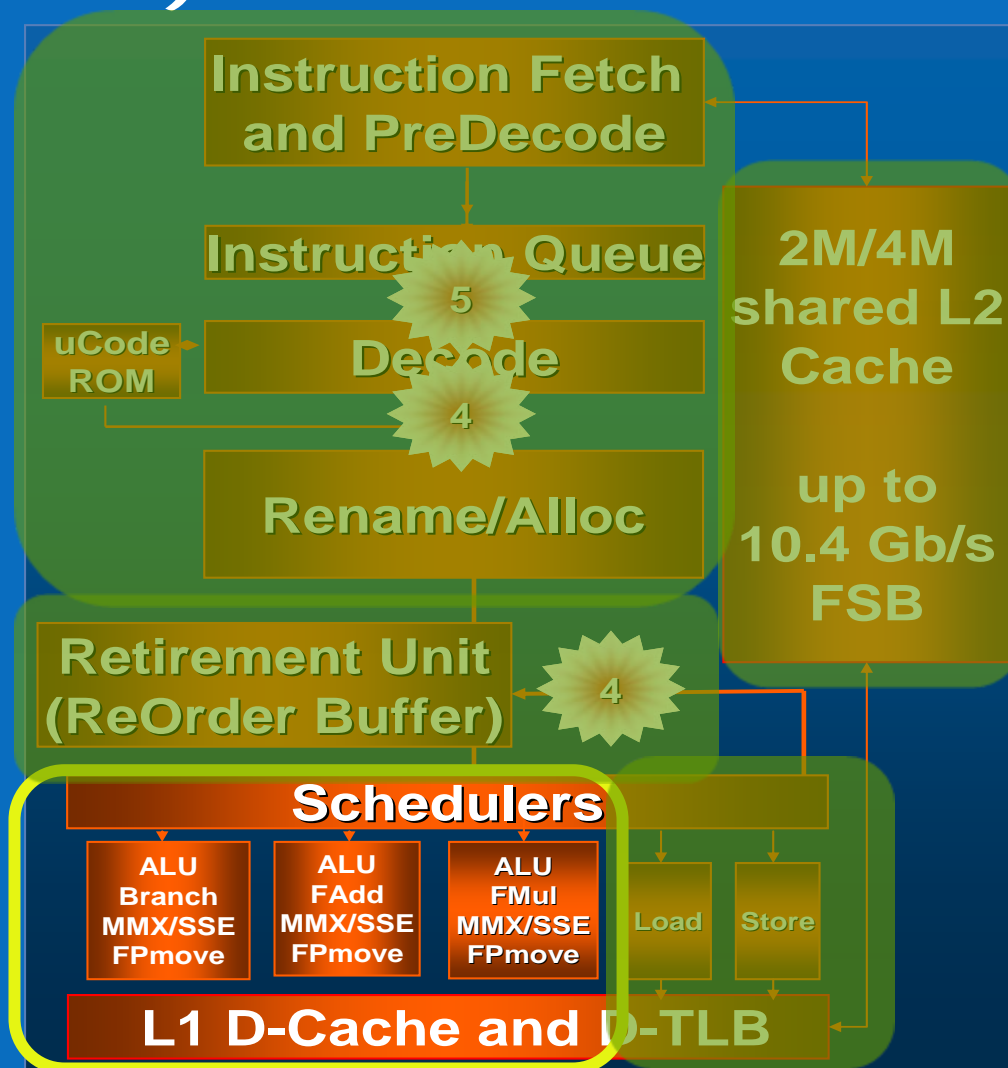 Instruction Fetch
and PreDecode
Instruction Queue
5
uCode
ROM
Decode
4
Rename/Alloc
2M/4M
shared L2
Cache
up to
10.4 Gb/s
FSB
Retirement Unit
(ReOrder Buffer)
4
Schedulers
ALU
Branch
MMX/SSE
FPmove
ALU
FAdd
MMX/SSE
FPmove
ALU
FMul
MMX/SSE
FPmove
Load
Store
L1 D-Cache and D-TLB